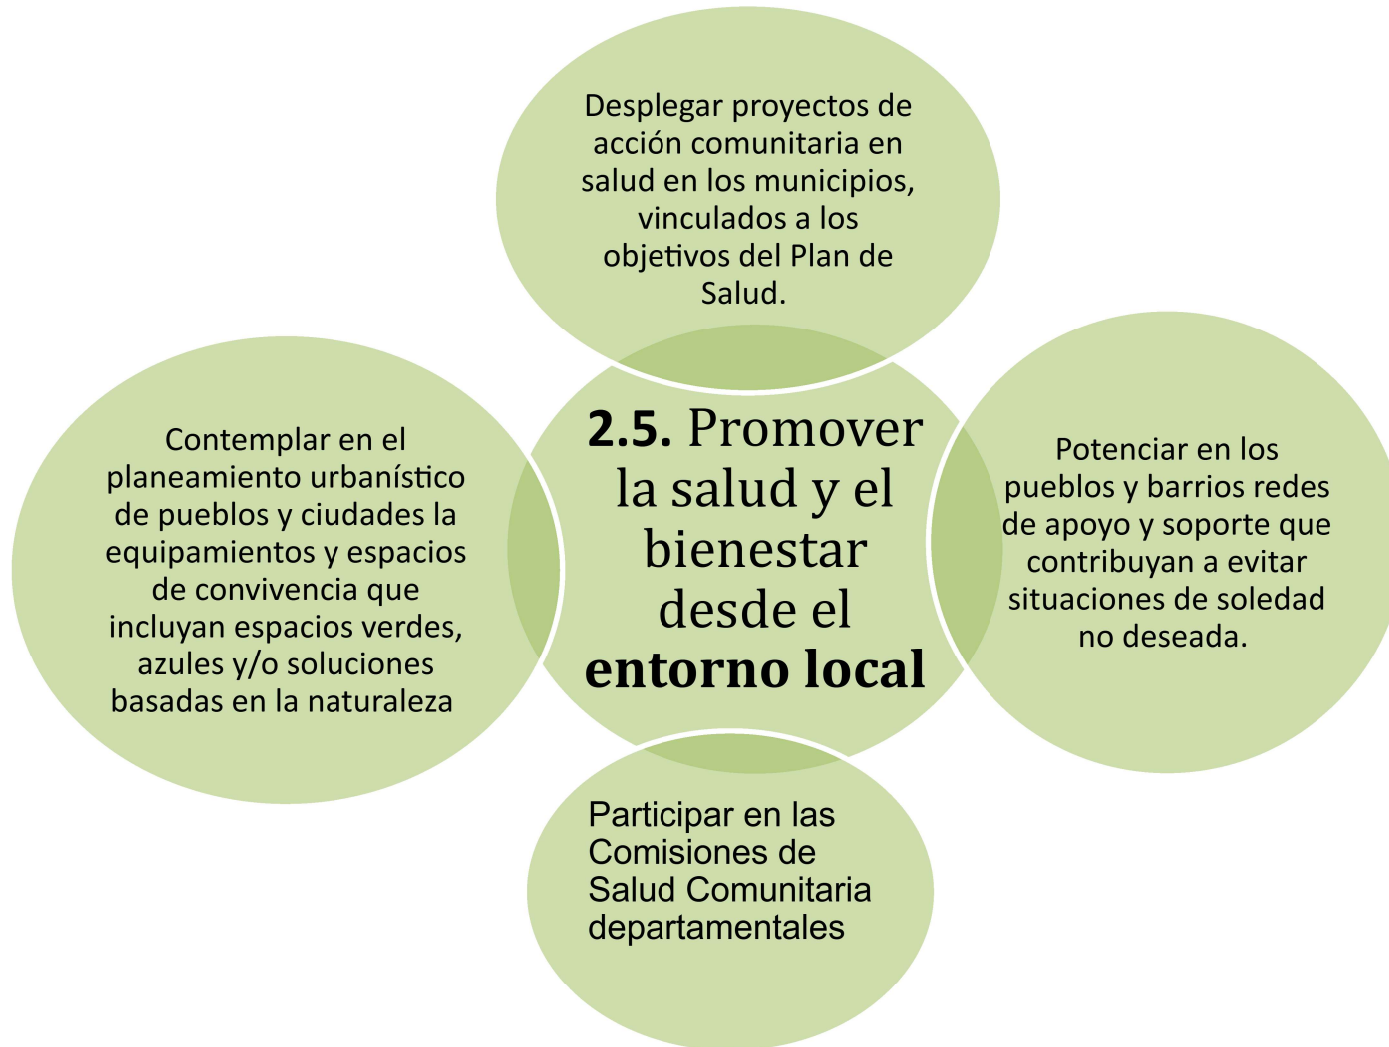 Desplegar proyectos de
acción comunitaria en
salud en los municipios,
vinculados a los
objetivos del Plan de
Salud.
Contemplar en el
planeamiento urbanístico
de pueblos y ciudades la
equipamientos y espacios
de convivencia que
incluyan espacios verdes,
azules y/o soluciones
basadas en la naturaleza
2.5. Promover
la salud y el
bienestar
desde el
entorno local
Potenciar en los
pueblos y barrios redes
de apoyo y soporte que
contribuyan a evitar
situaciones de soledad
no deseada.
Participar en las
Comisiones de
Salud Comunitaria
departamentales